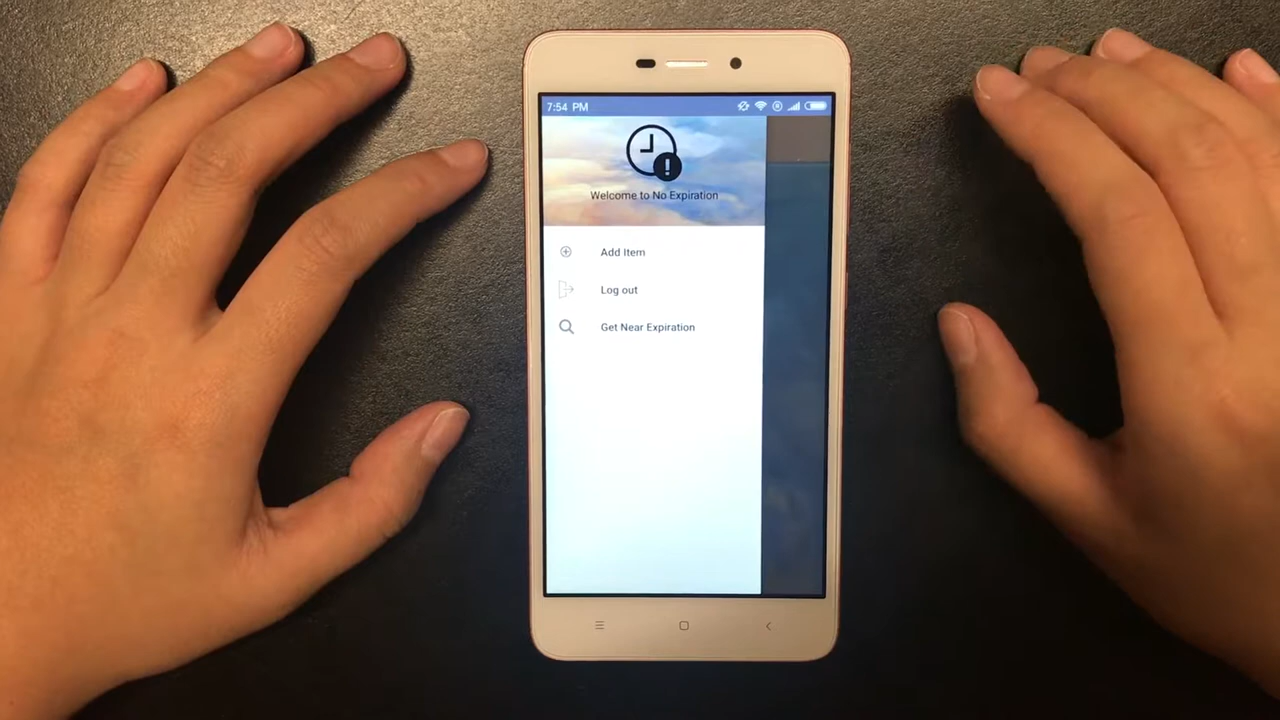 7:54 PM
Welcome to No Expiration
Add Item
Log out
Get Near Expiration